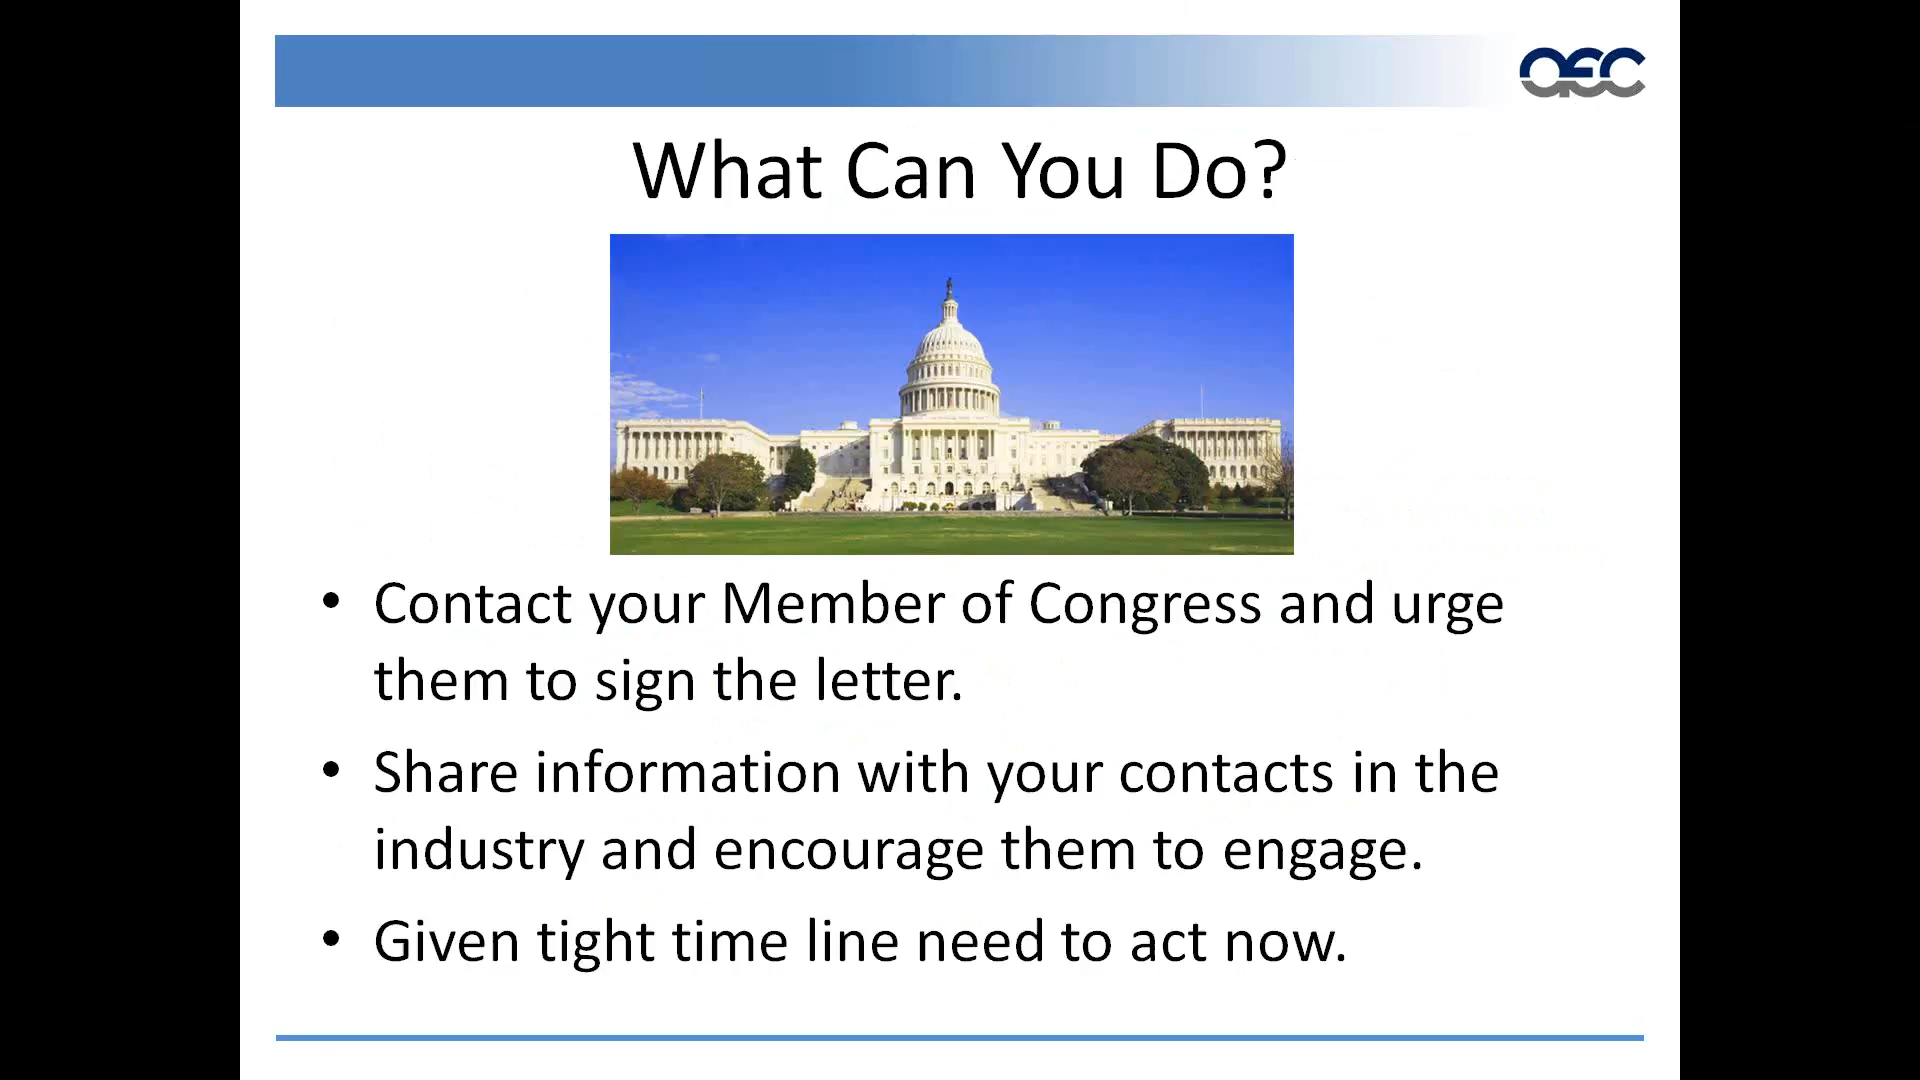 AEC
What Can You Do?
• Contact your Member of Congress and urge
them to sign the letter.
• Share information with your contacts in the
industry and encourage them to engage.
• Given tight time line need to act now.